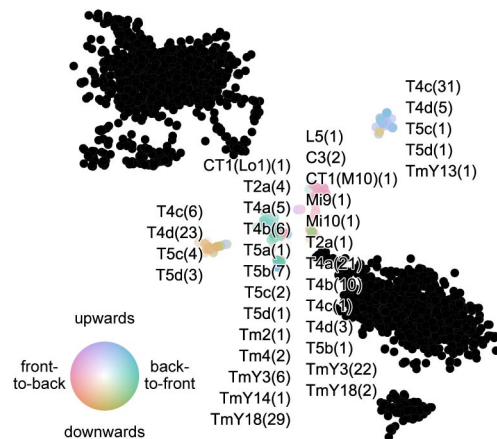 T4c(31)
T4d(5)
T5c(1)
T5d(1)
TmY13(1)
L5(1)
C3(2)
CT1(M10)(1)
Mi9(1)
Mi10(1)
T2a(1)
T4a(21)
T4b(10)
T4c(1)
T4d(3)
T5b(1)
TmY3(22)
TmY18(2)
CT1(Lo1)(1)
T2a(4)
T4a(5)
T4b(6)
T5a(1)
T5b(7)
T5c(2)
T5d(1)
Tm2(1)
Tm4(2)
TmY3(6)
TmY14(1)
TmY18(29)
T4c(6)
T4d(23)
T5c(4)
T5d(3)
upwards
front-
to-back
back-
to-front
downwards